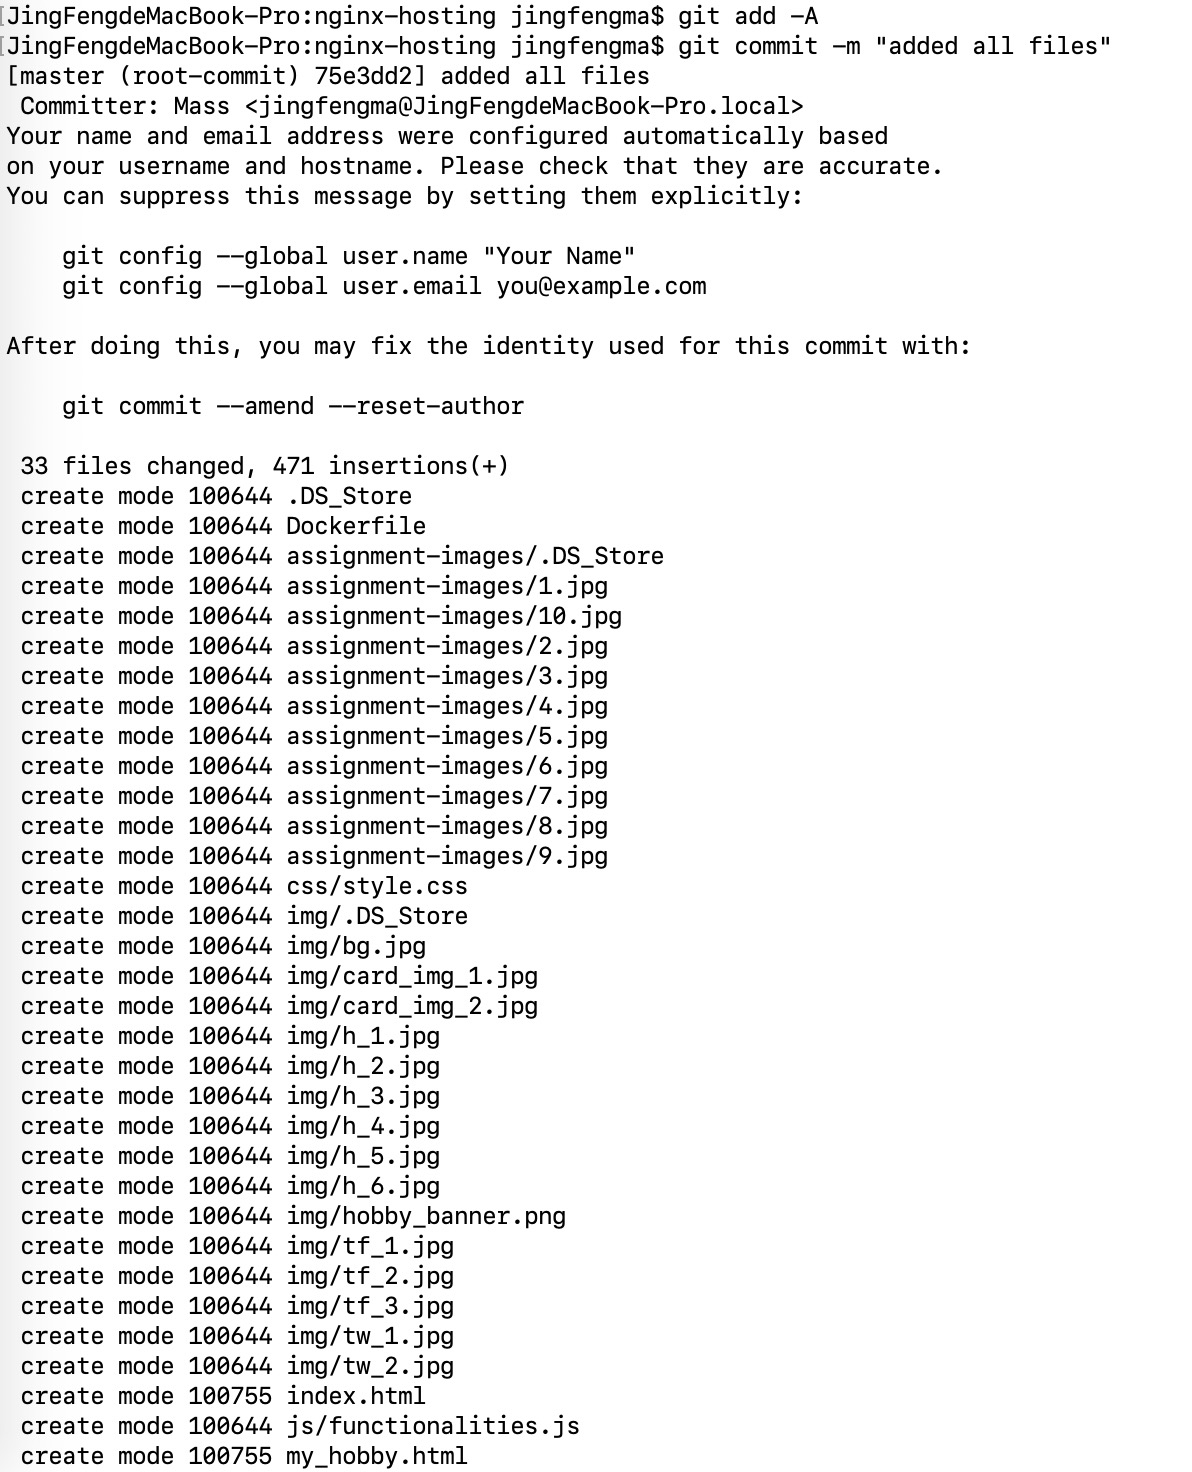 [JingFengdeMacBook-Pro:nginx-hosting jingfengma$ git add -A
[JingFengdeMacBook-Pro:nginx-hosting jingfengma$ git commit -m "added all files"
[master (root-commit) 75e3dd2] added all files
 Committer: Mass <jingfengma@JingFengdeMacBook-Pro.local>
Your name and email address were configured automatically based
on your username and hostname. Please check that they are accurate.
You can suppress this message by setting them explicitly:

    git config --global user.name "Your Name"
    git config --global user.email you@example.com

After doing this, you may fix the identity used for this commit with:

    git commit --amend --reset-author

 33 files changed, 471 insertions(+)
 create mode 100644 .DS_Store
 create mode 100644 Dockerfile
 create mode 100644 assignment-images/.DS_Store
 create mode 100644 assignment-images/1.jpg
 create mode 100644 assignment-images/10.jpg
 create mode 100644 assignment-images/2.jpg
 create mode 100644 assignment-images/3.jpg
 create mode 100644 assignment-images/4.jpg
 create mode 100644 assignment-images/5.jpg
 create mode 100644 assignment-images/6.jpg
 create mode 100644 assignment-images/7.jpg
 create mode 100644 assignment-images/8.jpg
 create mode 100644 assignment-images/9.jpg
 create mode 100644 css/style.css
 create mode 100644 img/.DS_Store
 create mode 100644 img/bg.jpg
 create mode 100644 img/card_img_1.jpg
 create mode 100644 img/card_img_2.jpg
 create mode 100644 img/h_1.jpg
 create mode 100644 img/h_2.jpg
 create mode 100644 img/h_3.jpg
 create mode 100644 img/h_4.jpg
 create mode 100644 img/h_5.jpg
 create mode 100644 img/h_6.jpg
 create mode 100644 img/hobby_banner.png
 create mode 100644 img/tf_1.jpg
 create mode 100644 img/tf_2.jpg
 create mode 100644 img/tf_3.jpg
 create mode 100644 img/tw_1.jpg
 create mode 100644 img/tw_2.jpg
 create mode 100755 index.html
 create mode 100644 js/functionalities.js
 create mode 100755 my_hobby.html